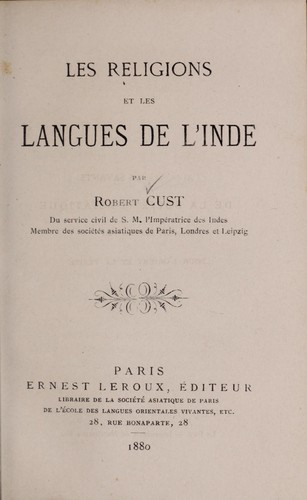 LES RELIGIONS
ET LES
LANGUES DE L'INDE
PAR
ROBERT CUST
Du service civil de S. M. l'Impératrice des Indes
Membre des sociétés asiatiques de Paris, Londres et Leipzig
PARIS
ERNEST LEROUX, ÉDITEUR
LIBRAIRE DE LA SOCIÉTÉ ASIATIQUE DE PARIS
DE L'ÉCOLE DES LANGUES ORIENTALES VIVANTES, ETC.
28, RUE BONAPARTE, 28
1880